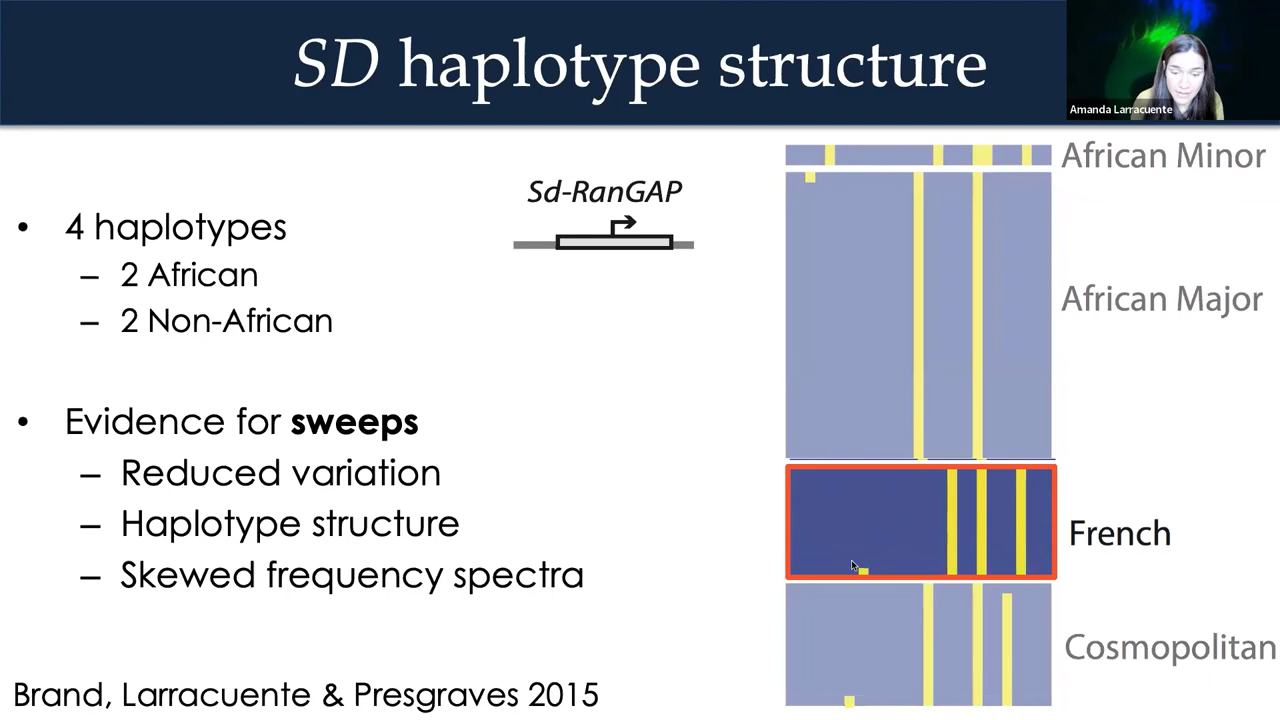 SD haplotype structure
Amanda Larracuente
• 4 haplotypes
– 2 African
– 2 Non-African
• Evidence for sweeps
– Reduced variation
– Haplotype structure
– Skewed frequency spectra
Brand, Larracuente & Presgraves 2015
Sd-RanGAP
African Minor
African Major
French
Cosmopolitan